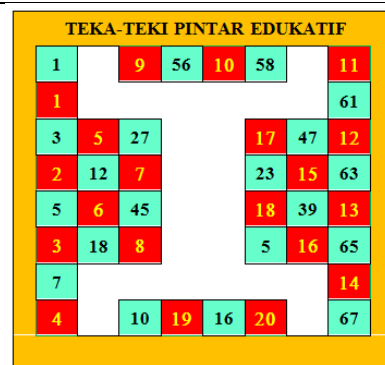 TEKA-TEKI PINTAR EDUKATIF
1 9 56 10 58 11
1 61
3 5 27 17 47 12
2 12 7 23 15 63
5 6 45 18 39 13
3 18 8 5 16 65
7 14
4 10 19 16 20 67